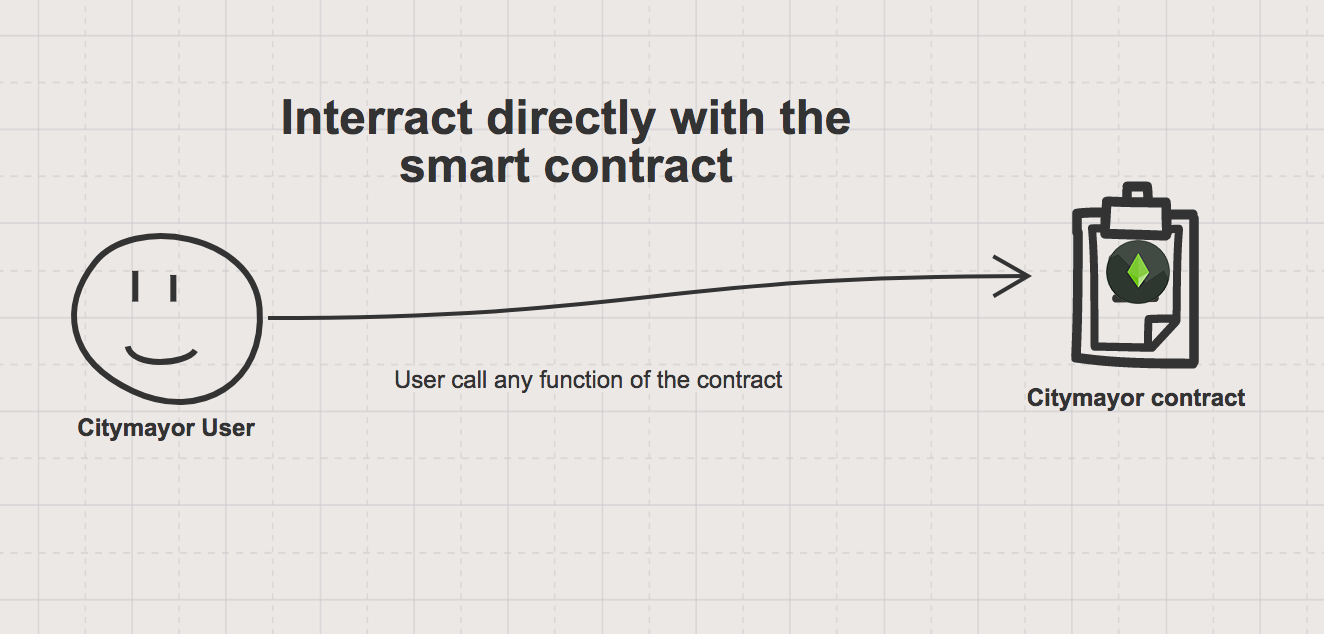 Interract directly with the
smart contract
User call any function of the contract
Citymayor User
Citymayor contract